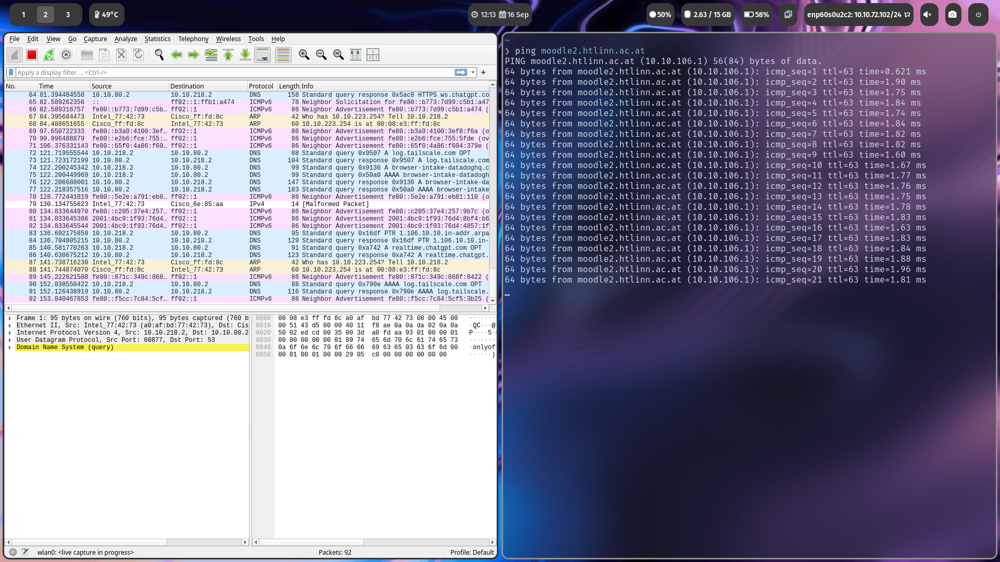 1 2 3 49°C 12:13 16 Sep 50% 2.63 / 15 GB 58% enp60s0u2c2: 10.10.72.102/24
File Edit View Go Capture Analyze Statistics Telephony Wireless Tools Help
Apply a display filter ... <Ctrl-/>
No. Time Source Destination Protocol Length Info
64 81.394484558 10.10.80.2 10.10.218.2 DNS 158 Standard query response 0x5ac8 HTTPS ws.chatgpt.co
65 82.589262356 :: ff02::1:ffb1:a474 ICMPv6 78 Neighbor Solicitation for fe80::b773:7d99:c5b1:a47
66 82.589316757 fe80::b773:7d99:c5b… ff02::1 ICMPv6 86 Neighbor Advertisement fe80::b773:7d99:c5b1:a474 (
67 84.395684473 Intel_77:42:73 Cisco_ff:fd:8c ARP 42 Who has 10.10.223.254? Tell 10.10.218.2
68 84.488651655 Cisco_ff:fd:8c Intel_77:42:73 ARP 60 10.10.223.254 is at 00:08:e3:ff:fd:8c
69 97.650722333 fe80::b3a9:4100:3ef… ff02::1 ICMPv6 86 Neighbor Advertisement fe80::b3a9:4100:3ef8:f0a (o
70 99.996488879 fe80::e2b6:fce:755:… ff02::1 ICMPv6 86 Neighbor Advertisement fe80::e2b6:fce:755:5fde (ov
71 106.376331143 fe80::65f0:4a86:f60… ff02::1 ICMPv6 86 Neighbor Advertisement fe80::65f0:4a86:f604:379e (
72 121.719555544 10.10.218.2 10.10.80.2 DNS 88 Standard query 0x9507 A log.tailscale.com OPT
73 121.723172199 10.10.80.2 10.10.218.2 DNS 104 Standard query response 0x9507 A log.tailscale.com
74 122.200245342 10.10.218.2 10.10.80.2 DNS 99 Standard query 0x9136 A browser-intake-datadoghq.c
75 122.200449969 10.10.218.2 10.10.80.2 DNS 99 Standard query 0x50a0 AAAA browser-intake-datadogh
76 122.206688001 10.10.80.2 10.10.218.2 DNS 147 Standard query response 0x9136 A browser-intake-da
77 122.218357516 10.10.80.2 10.10.218.2 DNS 183 Standard query response 0x50a0 AAAA browser-intake
78 128.772441819 fe80::5e2e:a791:eb8… ff02::1 ICMPv6 86 Neighbor Advertisement fe80::5e2e:a791:eb81:110 (o
79 130.134755623 Intel_77:42:73 Cisco_6e:85:aa IPv4 14 [Malformed Packet]
80 134.833644970 fe80::c205:37e4:257… ff02::1 ICMPv6 86 Neighbor Advertisement fe80::c205:37e4:257:9b7c (o
81 134.833645386 2001:4bc9:1f93:76d4… ff02::1 ICMPv6 86 Neighbor Advertisement 2001:4bc9:1f93:76d4:8bf4:b6
82 134.833645544 2001:4bc9:1f93:76d4… ff02::1 ICMPv6 86 Neighbor Advertisement 2001:4bc9:1f93:76d4:4857:1f
83 136.692175859 10.10.218.2 10.10.80.2 DNS 95 Standard query 0x16df PTR 1.106.10.10.in-addr.arpa
84 136.704805215 10.10.80.2 10.10.218.2 DNS 129 Standard query response 0x16df PTR 1.106.10.10.in-
85 140.581770263 10.10.218.2 10.10.80.2 DNS 91 Standard query 0xa742 A realtime.chatgpt.com OPT
86 140.630675212 10.10.80.2 10.10.218.2 DNS 123 Standard query response 0xa742 A realtime.chatgpt.
87 141.738716230 Intel_77:42:73 Cisco_ff:fd:8c ARP 42 Who has 10.10.223.254? Tell 10.10.218.2
88 141.744874070 Cisco_ff:fd:8c Intel_77:42:73 ARP 60 10.10.223.254 is at 00:08:e3:ff:fd:8c
89 145.222621508 fe80::871c:349c:868… ff02::1 ICMPv6 86 Neighbor Advertisement fe80::871c:349c:868f:8422 (
90 152.038550422 10.10.218.2 10.10.80.2 DNS 88 Standard query 0x790e AAAA log.tailscale.com OPT
91 152.126438919 10.10.80.2 10.10.218.2 DNS 116 Standard query response 0x790e AAAA log.tailscale.
92 153.840467853 fe80::f5cc:7c84:5cf… ff02::1 ICMPv6 86 Neighbor Advertisement fe80::f5cc:7c84:5cf5:3b25 (
Frame 1: 95 bytes on wire (760 bits), 95 bytes captured (760 b
Ethernet II, Src: Intel_77:42:73 (a0:af:bd:77:42:73), Dst: Cis
Internet Protocol Version 4, Src: 10.10.218.2, Dst: 10.10.80.2
User Datagram Protocol, Src Port: 60877, Dst Port: 53
Domain Name System (query)
0000 00 08 e3 ff fd 8c a0 af bd 77 42 73 08 00 45 00 ·······
0010 00 51 43 d5 00 00 40 11 f8 ae 0a 0a da 02 0a 0a ·QC···@
0020 50 02 ed cd 00 35 00 3d a0 fd aa 93 01 00 00 01 P····5·=
0030 00 00 00 00 00 01 09 74 65 6d 70 6c 61 74 65 73 ·······
0040 0a 6f 6e 6c 79 6f 66 66 69 63 65 03 63 6f 6d 00 ·onlyoff
0050 00 01 00 01 00 00 29 05 c0 00 00 00 00 00 00 ······)
wlan0: <live capture in progress> Packets: 92 Profile: Default
~
❯ ping moodle2.htlinn.ac.at
PING moodle2.htlinn.ac.at (10.10.106.1) 56(84) bytes of data.
64 bytes from moodle2.htlinn.ac.at (10.10.106.1): icmp_seq=1 ttl=63 time=0.621 ms
64 bytes from moodle2.htlinn.ac.at (10.10.106.1): icmp_seq=2 ttl=63 time=1.90 ms
64 bytes from moodle2.htlinn.ac.at (10.10.106.1): icmp_seq=3 ttl=63 time=1.75 ms
64 bytes from moodle2.htlinn.ac.at (10.10.106.1): icmp_seq=4 ttl=63 time=1.84 ms
64 bytes from moodle2.htlinn.ac.at (10.10.106.1): icmp_seq=5 ttl=63 time=1.74 ms
64 bytes from moodle2.htlinn.ac.at (10.10.106.1): icmp_seq=6 ttl=63 time=1.84 ms
64 bytes from moodle2.htlinn.ac.at (10.10.106.1): icmp_seq=7 ttl=63 time=1.82 ms
64 bytes from moodle2.htlinn.ac.at (10.10.106.1): icmp_seq=8 ttl=63 time=1.82 ms
64 bytes from moodle2.htlinn.ac.at (10.10.106.1): icmp_seq=9 ttl=63 time=1.60 ms
64 bytes from moodle2.htlinn.ac.at (10.10.106.1): icmp_seq=10 ttl=63 time=1.67 ms
64 bytes from moodle2.htlinn.ac.at (10.10.106.1): icmp_seq=11 ttl=63 time=1.77 ms
64 bytes from moodle2.htlinn.ac.at (10.10.106.1): icmp_seq=12 ttl=63 time=1.76 ms
64 bytes from moodle2.htlinn.ac.at (10.10.106.1): icmp_seq=13 ttl=63 time=1.75 ms
64 bytes from moodle2.htlinn.ac.at (10.10.106.1): icmp_seq=14 ttl=63 time=1.78 ms
64 bytes from moodle2.htlinn.ac.at (10.10.106.1): icmp_seq=15 ttl=63 time=1.83 ms
64 bytes from moodle2.htlinn.ac.at (10.10.106.1): icmp_seq=16 ttl=63 time=1.63 ms
64 bytes from moodle2.htlinn.ac.at (10.10.106.1): icmp_seq=17 ttl=63 time=1.83 ms
64 bytes from moodle2.htlinn.ac.at (10.10.106.1): icmp_seq=18 ttl=63 time=1.84 ms
64 bytes from moodle2.htlinn.ac.at (10.10.106.1): icmp_seq=19 ttl=63 time=1.88 ms
64 bytes from moodle2.htlinn.ac.at (10.10.106.1): icmp_seq=20 ttl=63 time=1.96 ms
64 bytes from moodle2.htlinn.ac.at (10.10.106.1): icmp_seq=21 ttl=63 time=1.81 ms